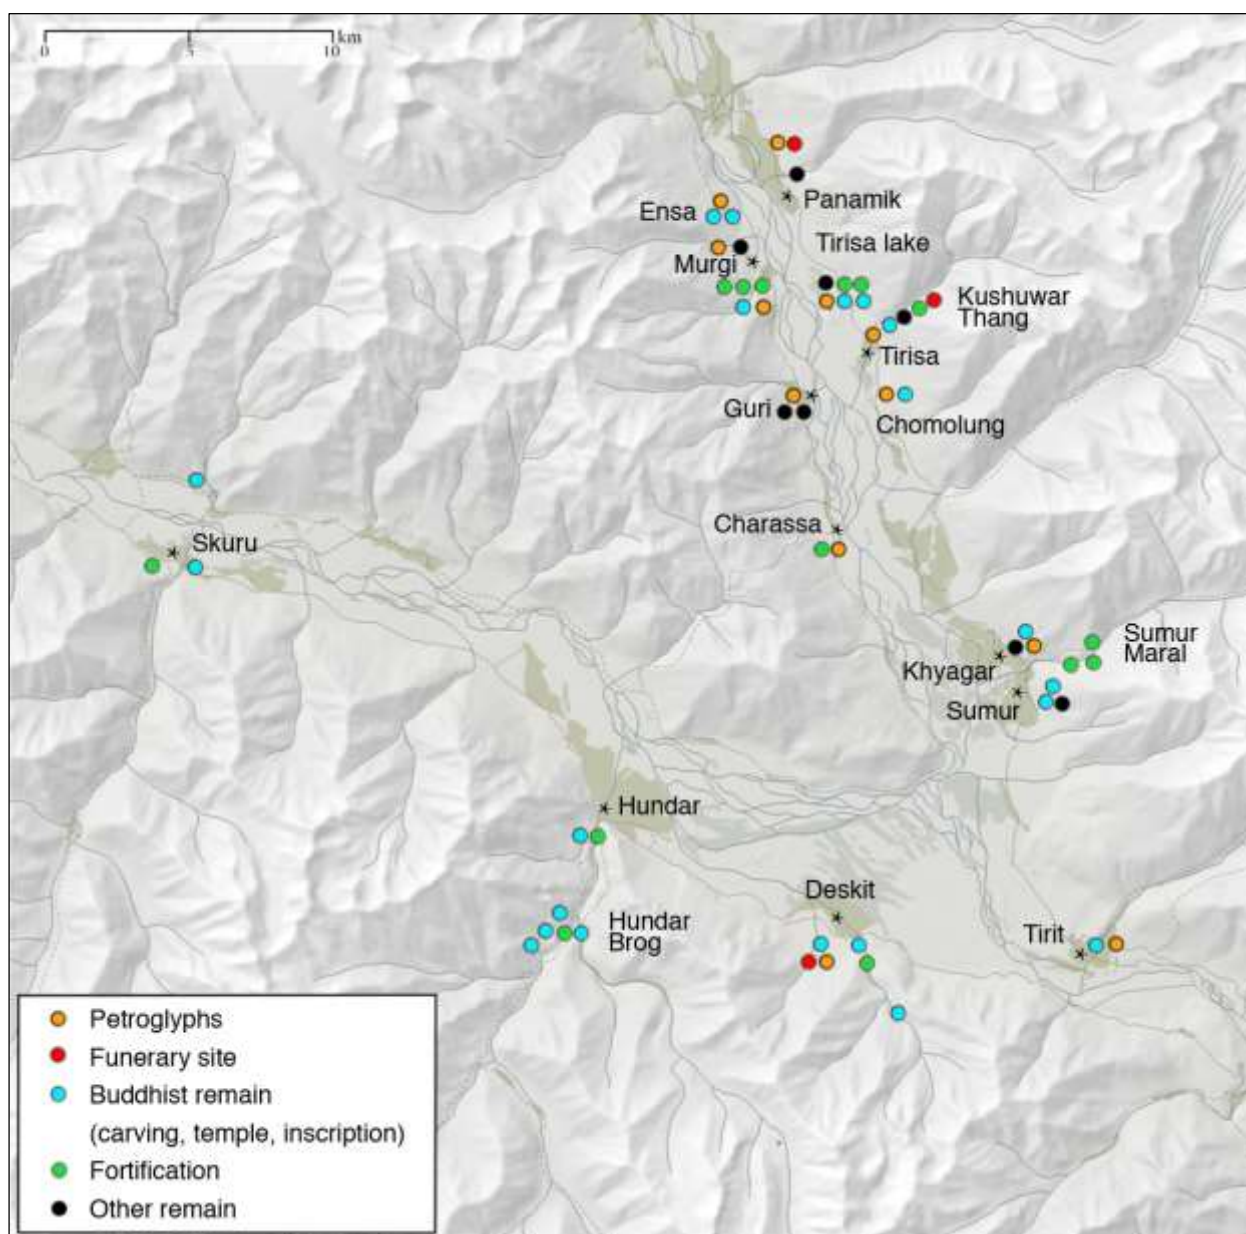 km
0 5 10
Panamik
Ensa
Tirisa lake
Murgi
Kushuwar
Thang
Tirisa
Guri
Chomolung
Charassa
Skuru
Sumur
Maral
Khyagar
Sumur
Hundar
Deskit
Hundar
Brog
Tirit
Petroglyphs
Funerary site
Buddhist remain
(carving, temple, inscription)
Fortification
Other remain